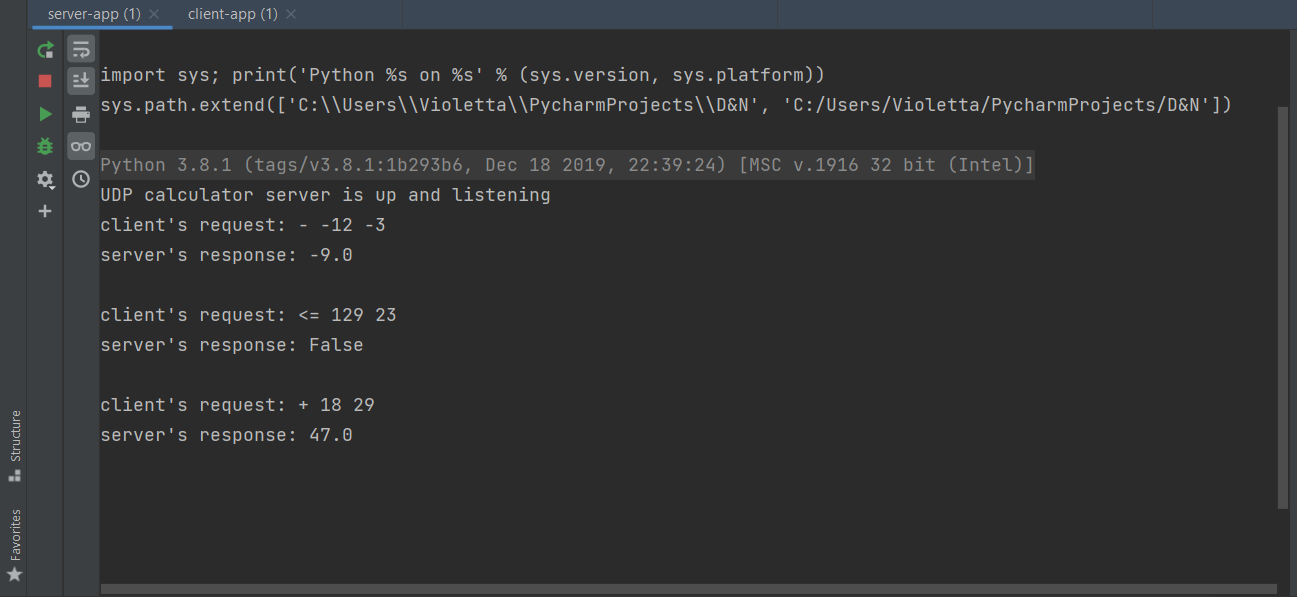 server-app (1)
client-app (1)
import sys; print('Python %s on %s' % (sys.version, sys.platform))
sys.path.extend(['C:\\Users\\Violetta\\PycharmProjects\\D&N', 'C:/Users/Violetta/PycharmProjects/D&N'])
Python 3.8.1 (tags/v3.8.1:1b293b6, Dec 18 2019, 22:39:24) [MSC v.1916 32 bit (Intel)]
UDP calculator server is up and listening
client's request: - -12 -3
server's response: -9.0
client's request: <= 129 23
server's response: False
client's request: + 18 29
server's response: 47.0
Structure
Favorites